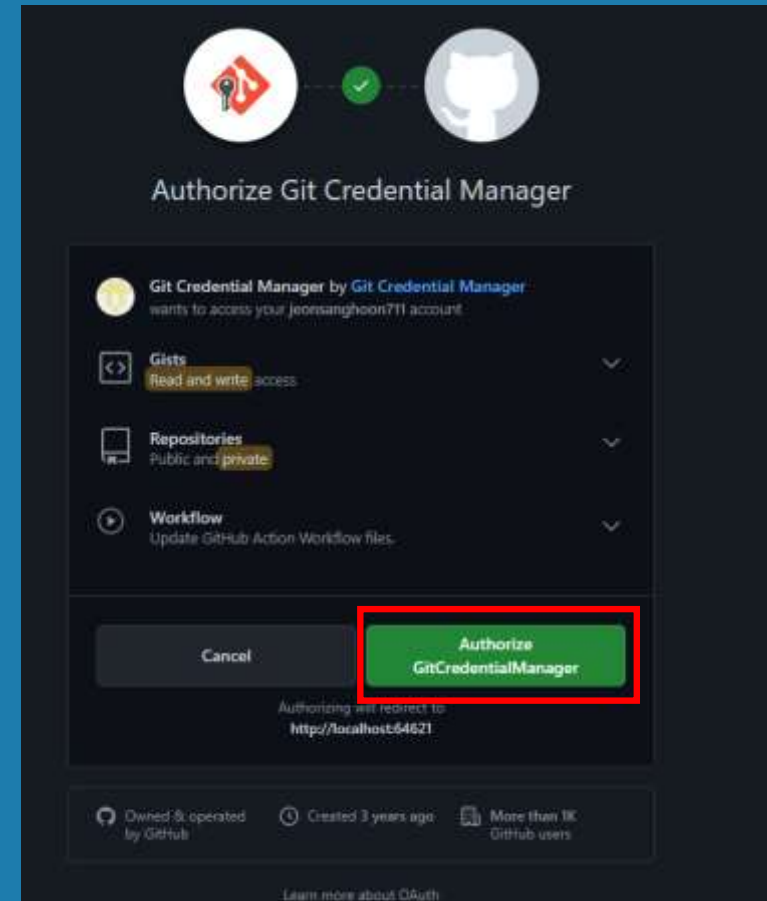 Authorize Git Credential Manager
Git Credential Manager by Git Credential Manager
wants to access your jeonsanghoon711 account
Gists
Read and write access
Repositories
Public and private
Workflow
Update GitHub Action Workflow files.
Cancel
Authorize
GitCredentialManager
Authorizing will redirect to
http://localhost:64621
Owned & operated
by GitHub
Created 3 years ago
More than 1K
GitHub users
Learn more about OAuth